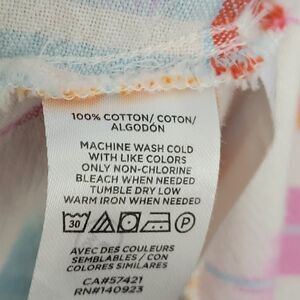 100% COTTON/ COTON/
ALGODÓN
MACHINE WASH COLD
WITH LIKE COLORS
ONLY NON-CHLORINE
BLEACH WHEN NEEDED
TUMBLE DRY LOW
WARM IRON WHEN NEEDED
30
AVEC DES COULEURS
SEMBLABLES / CON
COLORES SIMILARES
CA#57421
RN#140923